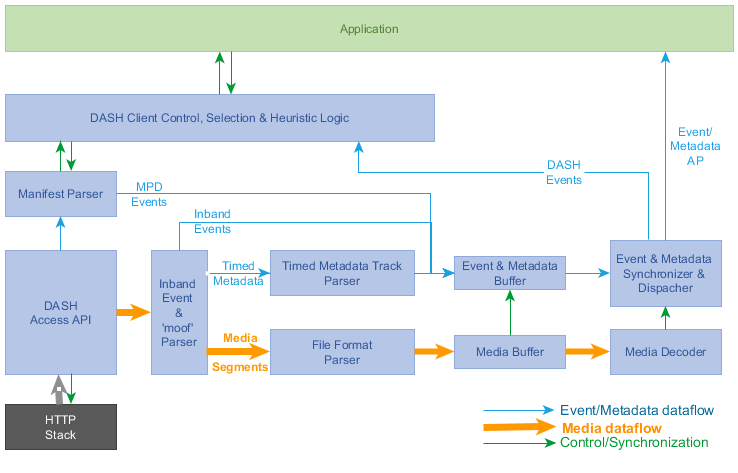 Application
DASH Client Control, Selection & Heuristic Logic
Event/
Metadata
AP
DASH
Events
Manifest Parser
MPD
Events
Inband
Events
DASH
Access API
Inband
Event
&
'moof'
Parser
Timed
Metadata
Timed Metadata Track
Parser
Event & Metadata
Buffer
Event & Metadata
Synchronizer &
Dispacher
Media
Segments
File Format
Parser
Media Buffer
Media Decoder
HTTP
Stack
Event/Metadata dataflow
Media dataflow
Control/Synchronization